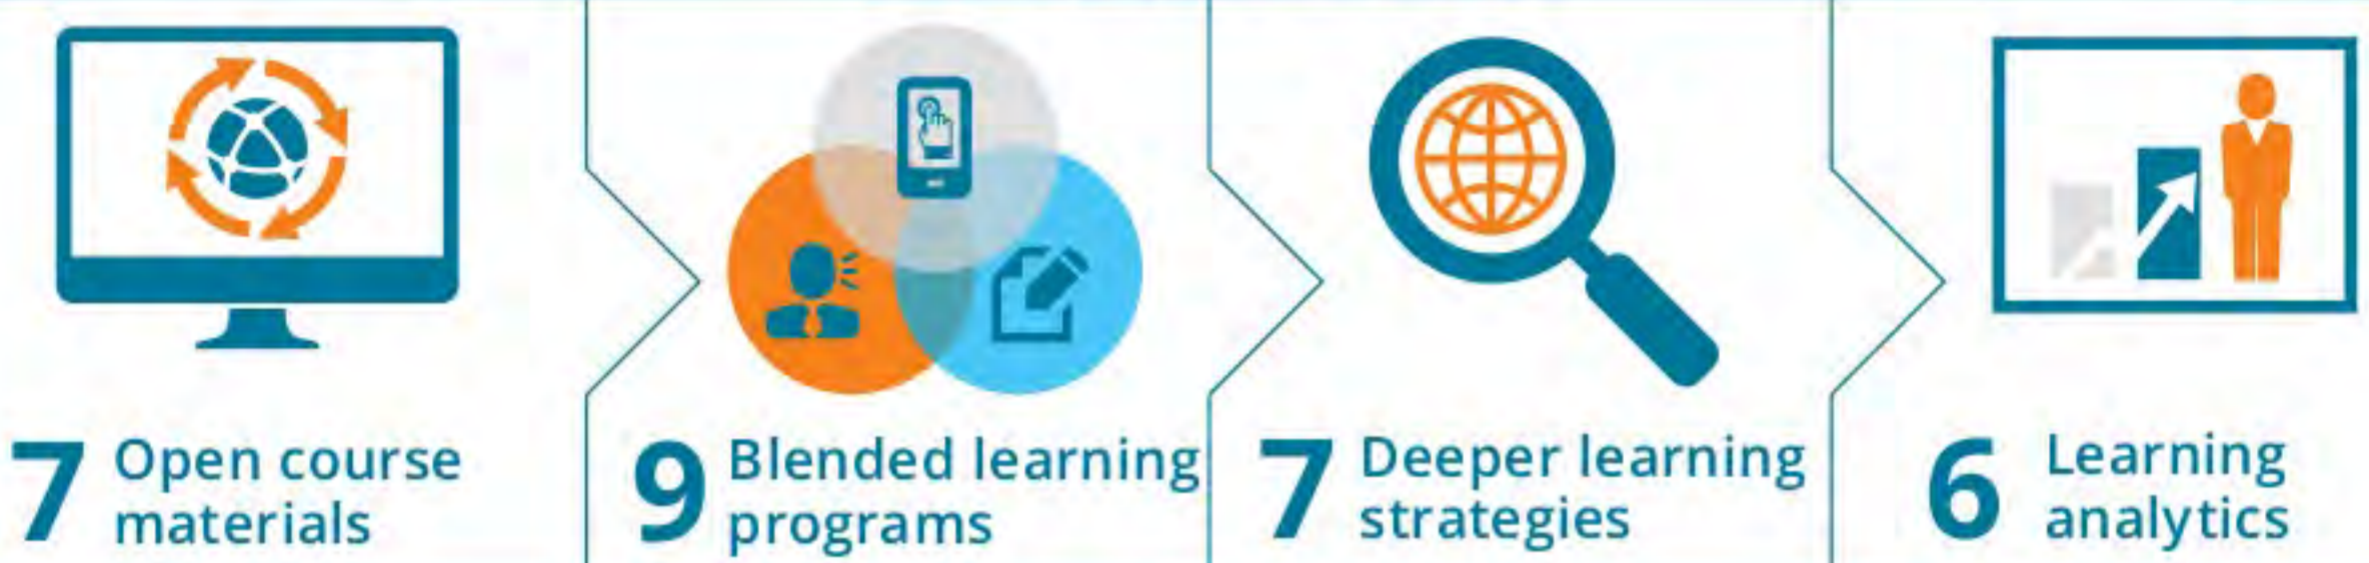 7 Open course
materials
9 Blended learning
programs
7 Deeper learning
strategies
6 Learning
analytics